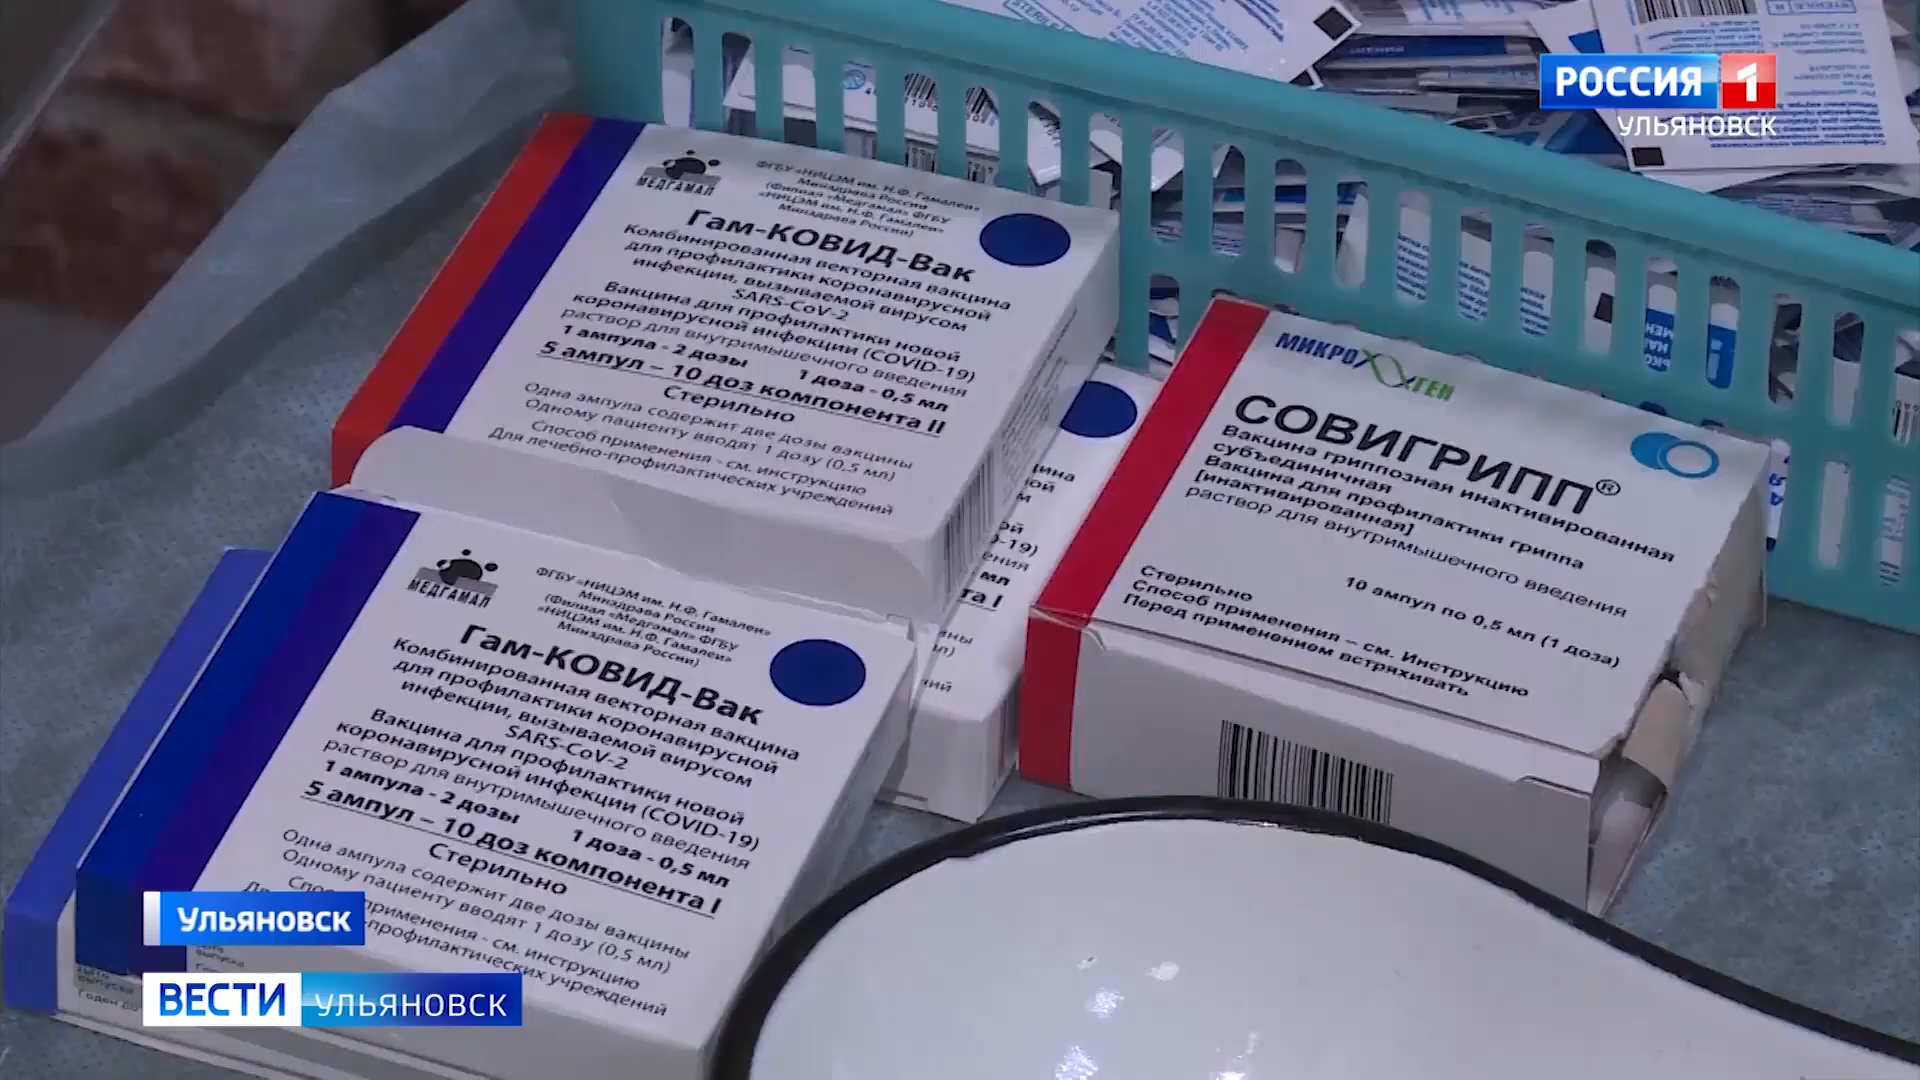 РОССИЯ 1
УЛЬЯНОВСК
МЕДГАМАЛ
ФГБУ «НИЦЭМ им. Н.Ф. Гамалеи»
Минздрава России
(Филиал «Медгамал» ФГБУ
«НИЦЭМ им. Н.Ф. Гамалеи»
Минздрава России)
Гам-КОВИД-Вак
Комбинированная векторная вакцина
для профилактики коронавирусной
инфекции, вызываемой вирусом
SARS-CoV-2
Вакцина для профилактики новой
коронавирусной инфекции (COVID-19)
раствор для внутримышечного введения
1 ампула - 2 дозы 1 доза - 0,5 мл
5 ампул – 10 доз компонента II
Стерильно
Одна ампула содержит две дозы вакцины
Одному пациенту вводят 1 дозу (0,5 мл)
Способ применения - см. инструкцию
Для лечебно-профилактических учреждений
МИКРОГЕН
СОВИГРИПП®
Вакцина гриппозная инактивированная
субъединичная
Вакцина для профилактики гриппа
[инактивированная]
раствор для внутримышечного введения
10 ампул по 0,5 мл (1 доза)
Стерильно
Способ применения – см. Инструкцию
Перед применением встряхивать
МЕДГАМАЛ
ФГБУ «НИЦЭМ им. Н.Ф. Гамалеи»
Минздрава России
(Филиал «Медгамал» ФГБУ
«НИЦЭМ им. Н.Ф. Гамалеи»
Минздрава России)
Гам-КОВИД-Вак
Комбинированная векторная вакцина
для профилактики коронавирусной
инфекции, вызываемой вирусом
SARS-CoV-2
Вакцина для профилактики новой
коронавирусной инфекции (COVID-19)
раствор для внутримышечного введения
1 ампула - 2 дозы 1 доза - 0,5 мл
5 ампул – 10 доз компонента I
Стерильно
Одна ампула содержит две дозы вакцины
Одному пациенту вводят 1 дозу (0,5 мл)
применения - см. инструкцию
-профилактических учреждений
выпуска
Годен до
Ульяновск
ВЕСТИ УЛЬЯНОВСК